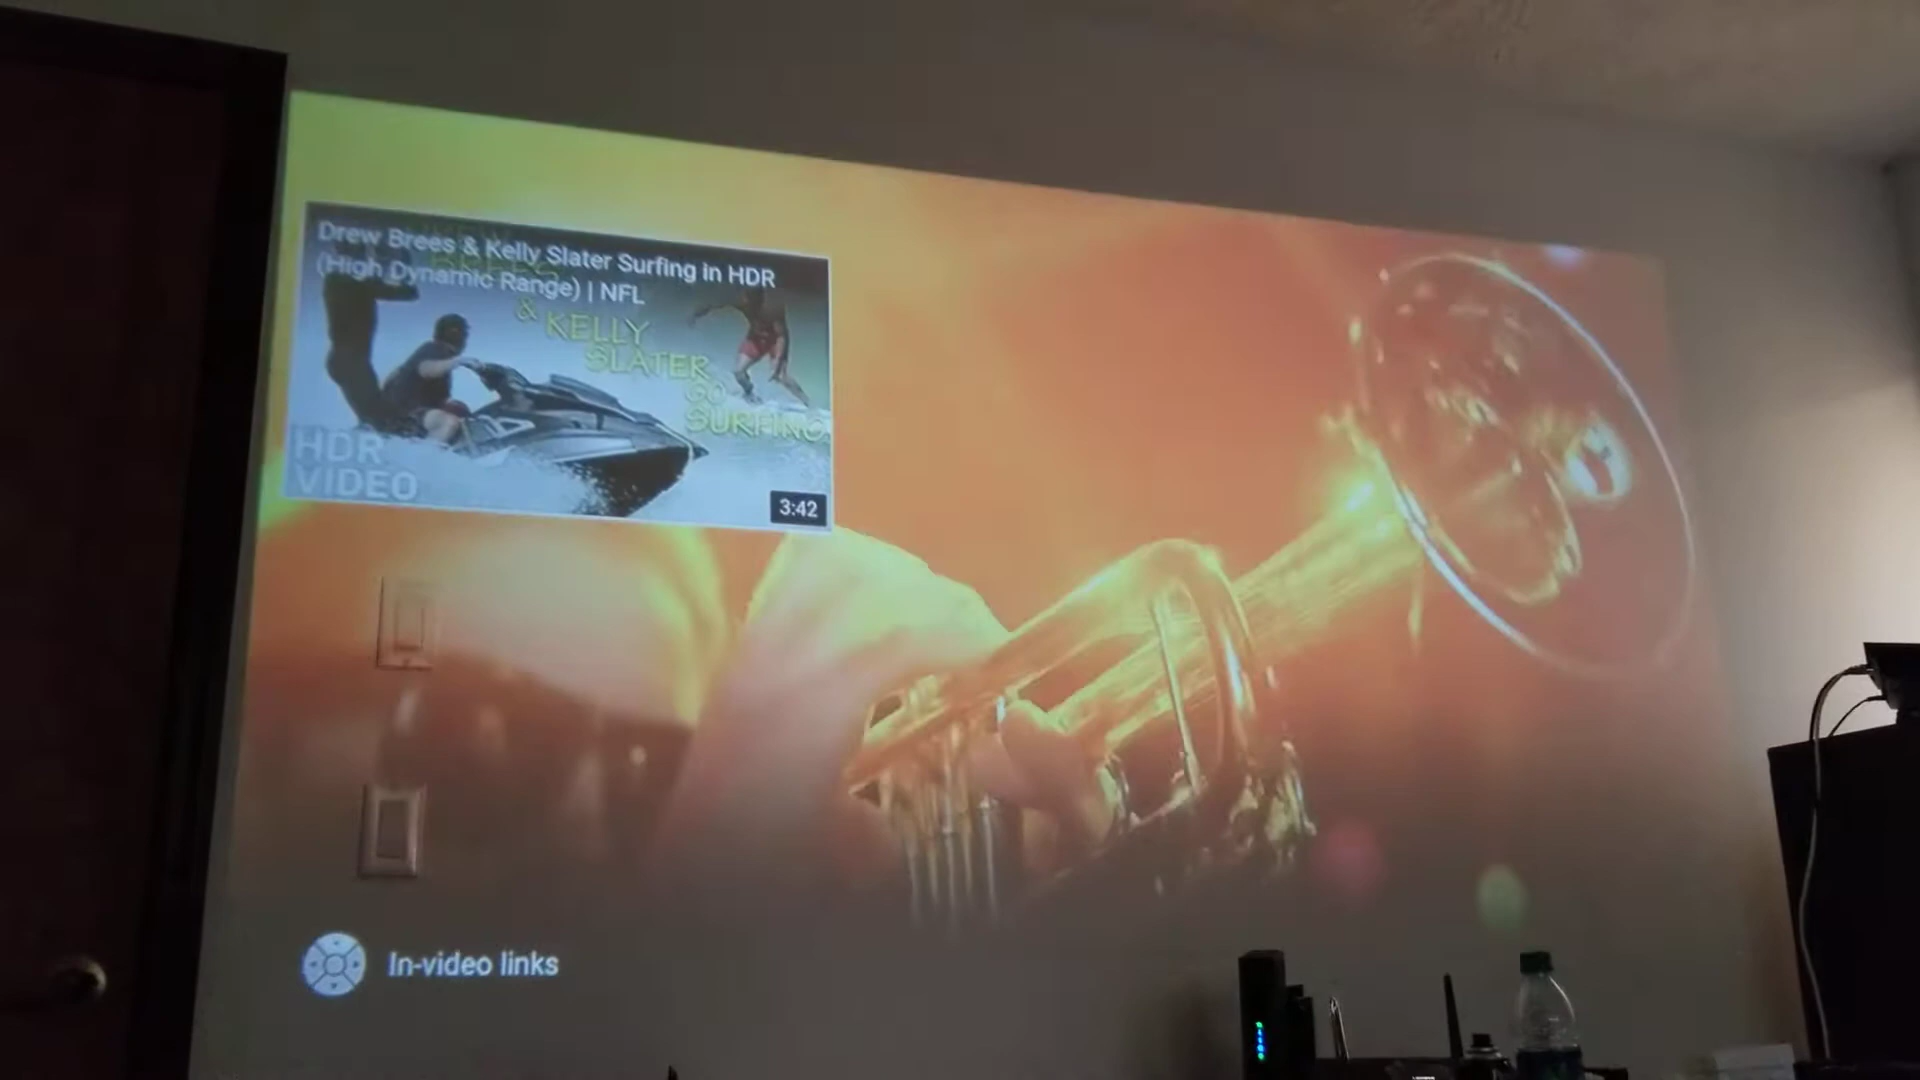 Drew Brees & Kelly Slater Surfing in HDR
(High Dynamic Range) | NFL
& KELLY
SLATER
GO
SURFING
HDR
VIDEO
3:42
In-video links